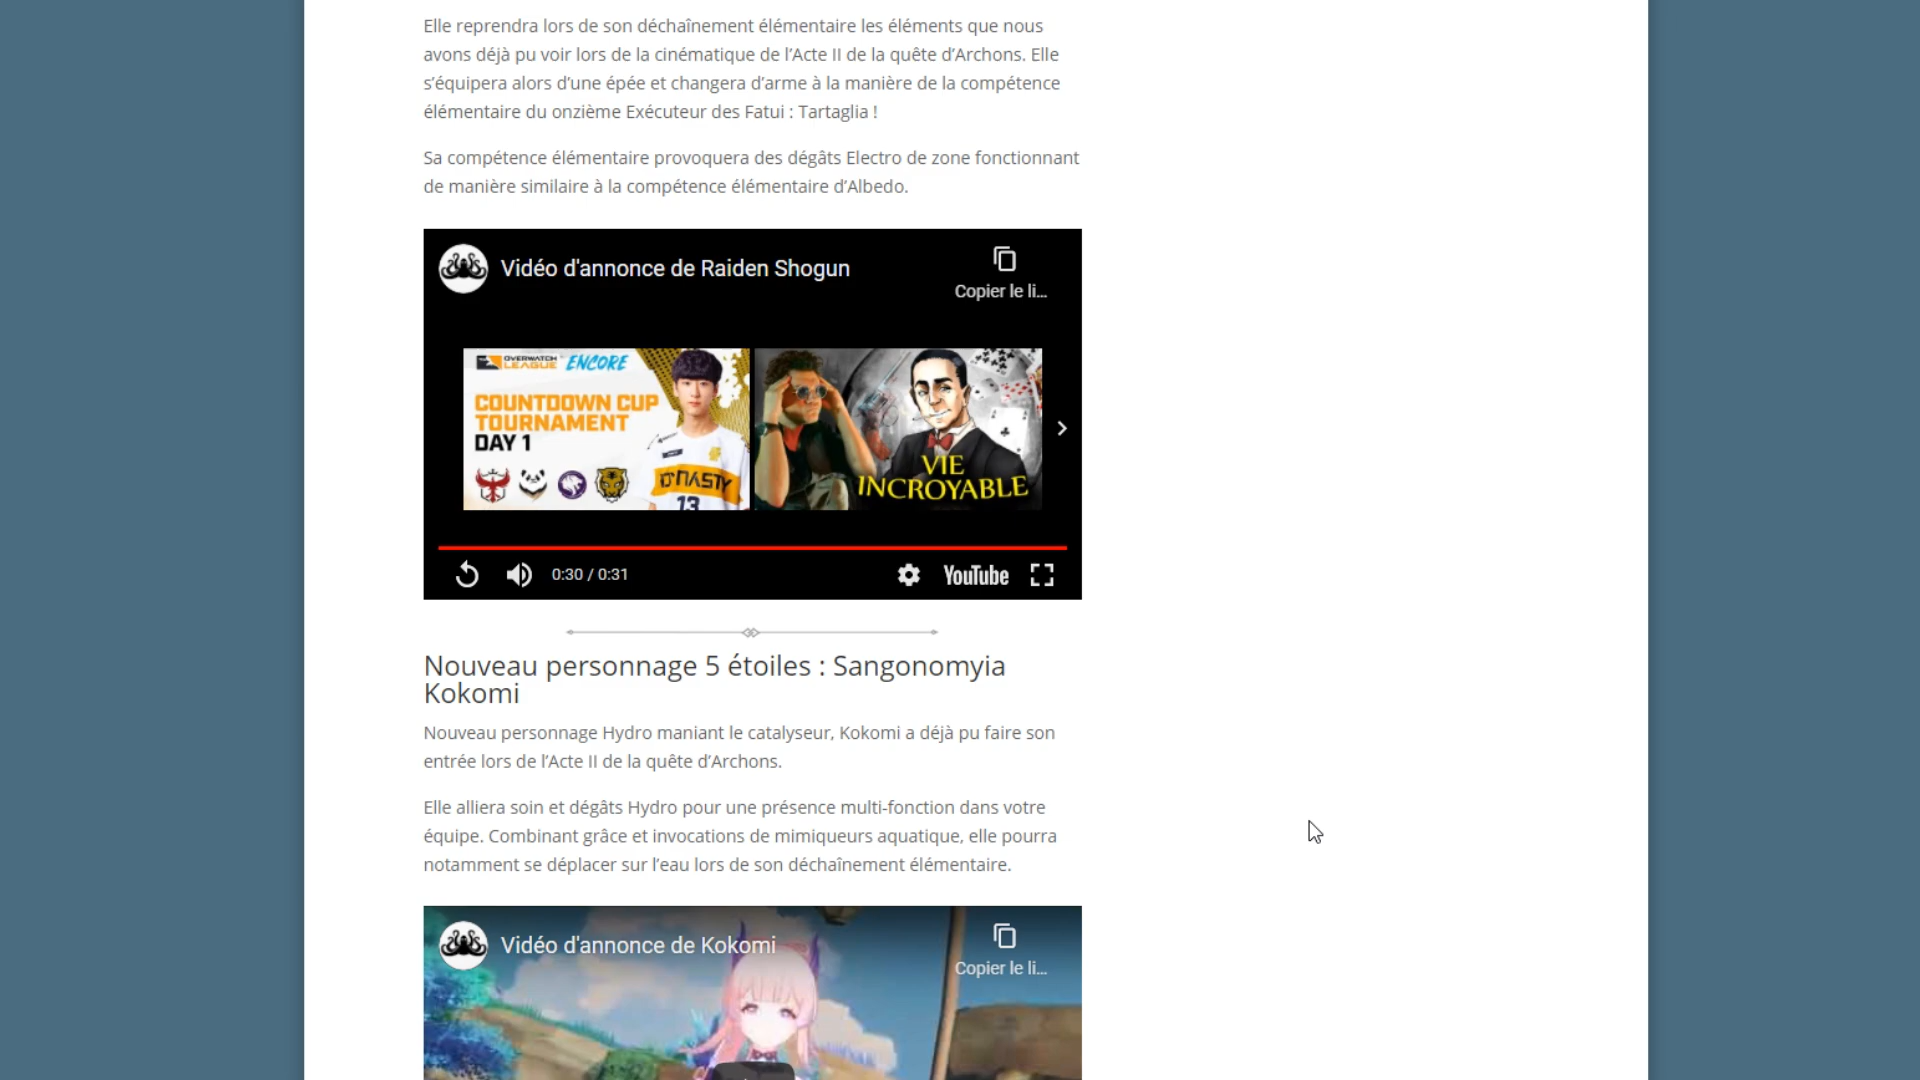 Elle reprendra lors de son déchaînement élémentaire les éléments que nous
avons déjà pu voir lors de la cinématique de l’Acte II de la quête d’Archons. Elle
s’équipera alors d’une épée et changera d’arme à la manière de la compétence
élémentaire du onzième Exécuteur des Fatui : Tartaglia !
Sa compétence élémentaire provoquera des dégâts Electro de zone fonctionnant
de manière similaire à la compétence élémentaire d’Albedo.
Vidéo d'annonce de Raiden Shogun
Copier le li...
OVERWATCH
LEAGUE ENCORE
COUNTDOWN CUP
TOURNAMENT
DAY 1
DYNASTY
13
VIE
INCROYABLE
0:30 / 0:31
YouTube
Nouveau personnage 5 étoiles : Sangonomyia
Kokomi
Nouveau personnage Hydro maniant le catalyseur, Kokomi a déjà pu faire son
entrée lors de l’Acte II de la quête d’Archons.
Elle alliera soin et dégâts Hydro pour une présence multi-fonction dans votre
équipe. Combinant grâce et invocations de mimiqueurs aquatique, elle pourra
notamment se déplacer sur l’eau lors de son déchaînement élémentaire.
Vidéo d'annonce de Kokomi
Copier le li...